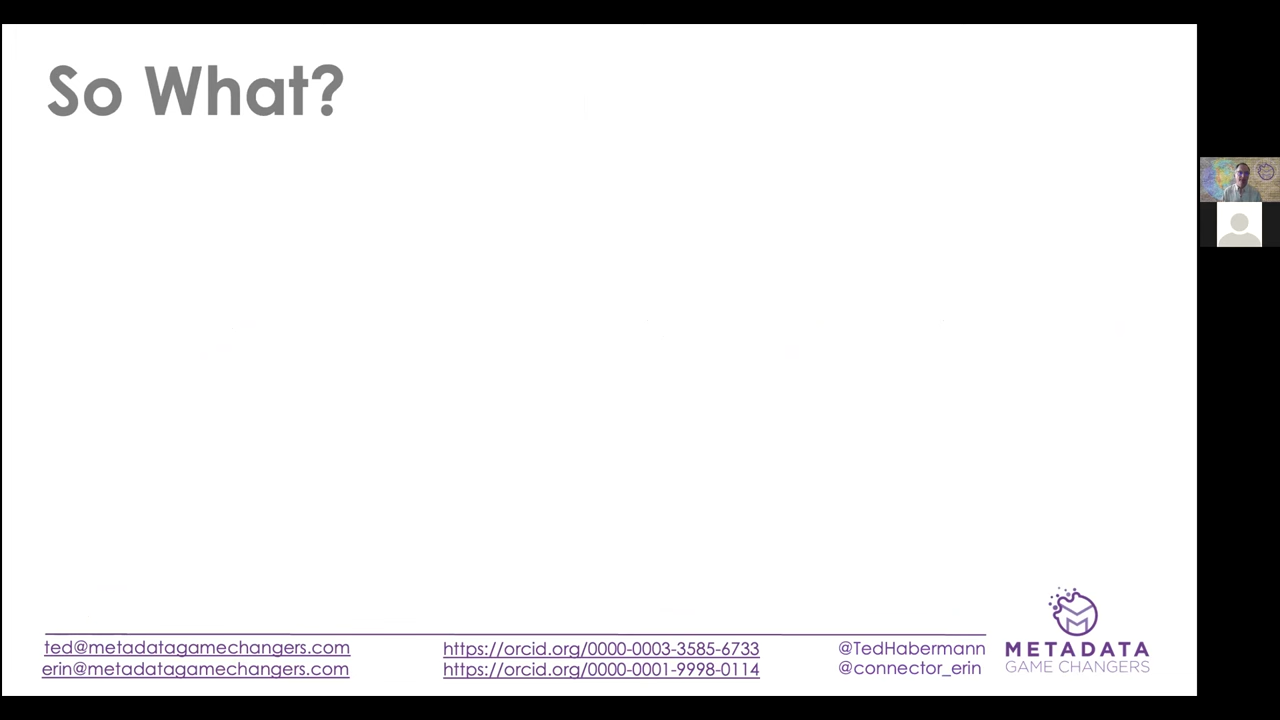 So What?
ted@metadatagamechangers.com
erin@metadatagamechangers.com
https://orcid.org/0000-0003-3585-6733
https://orcid.org/0000-0001-9998-0114
@TedHabermann
@connector_erin
METADATA
GAME CHANGERS